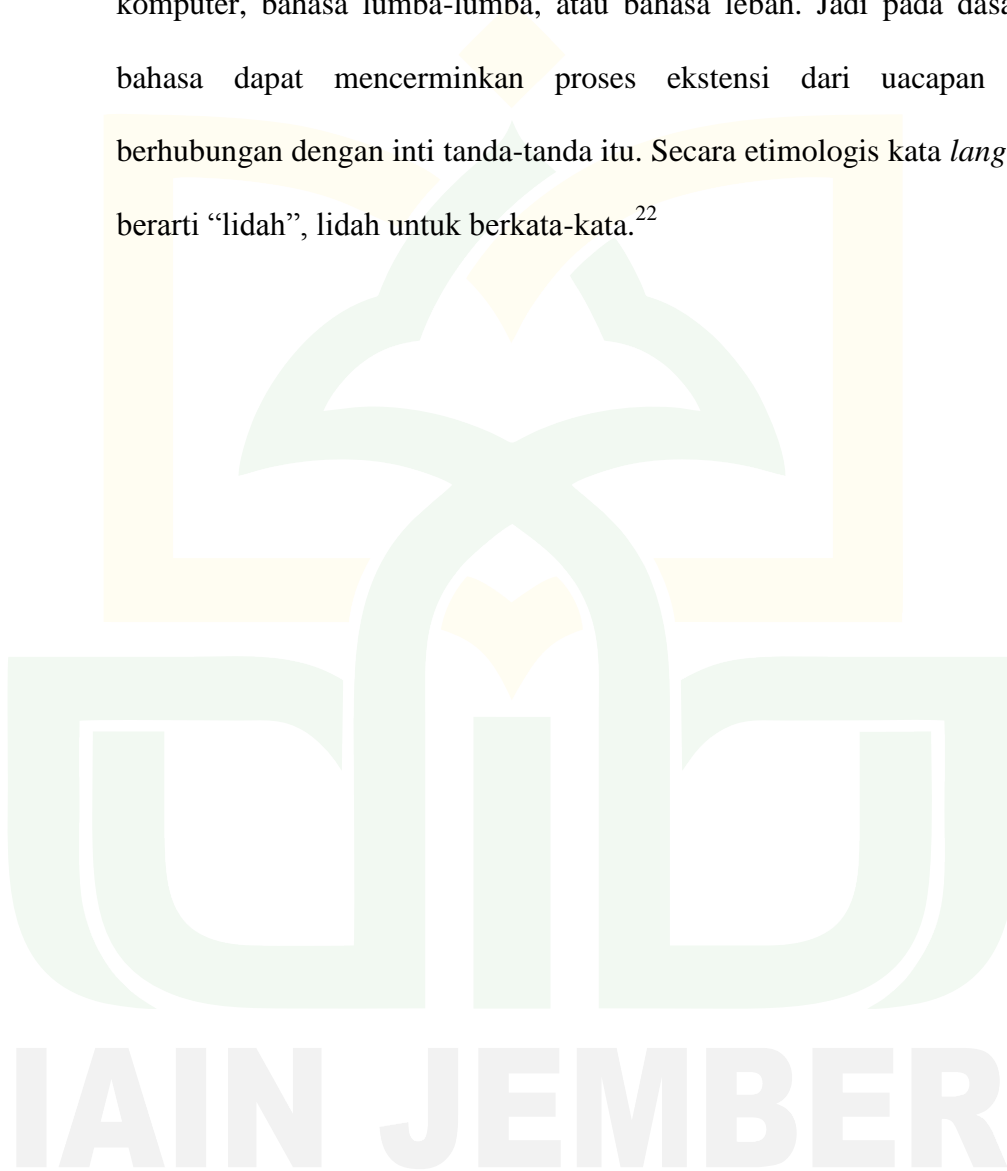 komputer, bahasa lumba-lumba, atau bahasa lebah. Jadi pada dasa
bahasa dapat mencerminkan proses ekstensi dari uacapan
berhubungan dengan inti tanda-tanda itu. Secara etimologis kata lang
berarti “lidah”, lidah untuk berkata-kata.22
IAIN JEMBER